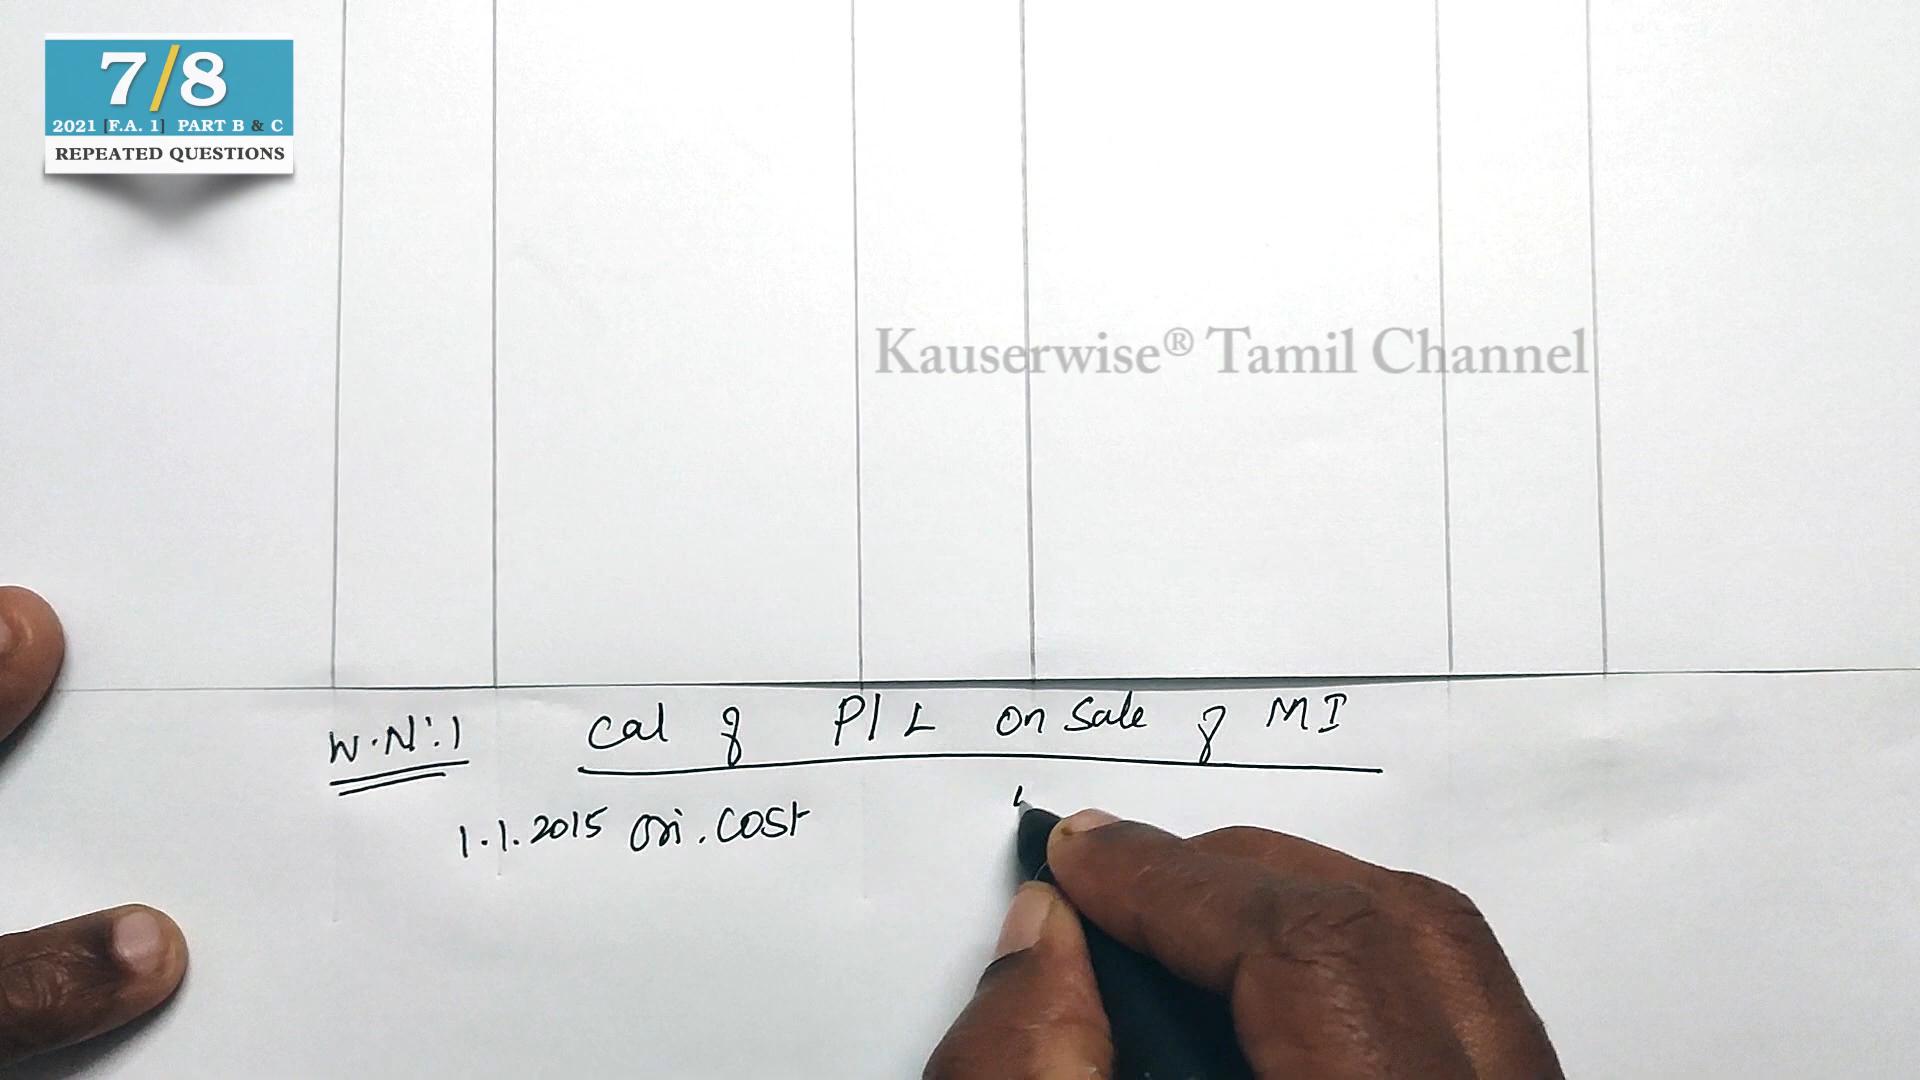 7/8
2021 [F.A. 1] PART B & C
REPEATED QUESTIONS
Kauserwise® Tamil Channel
W.N:1 Cal of P/L on Sale of M I
1.1.2015 Ori. Cost